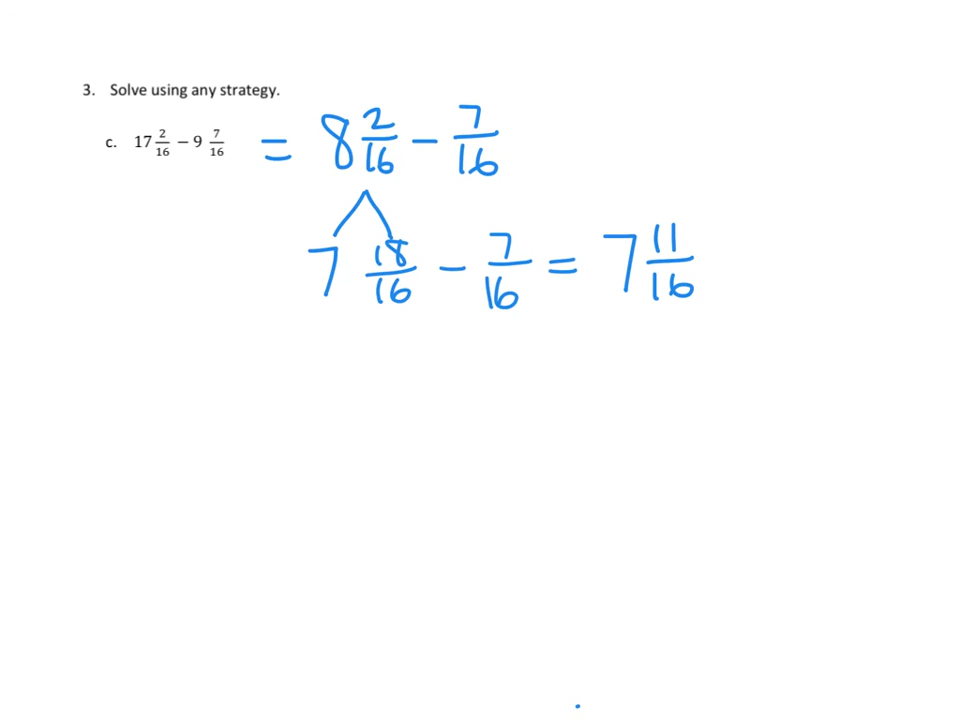 3. Solve using any strategy.
c. 17 2/16 − 9 7/16 = 8 2/16 − 7/16
7 18/16 − 7/16 = 7 11/16